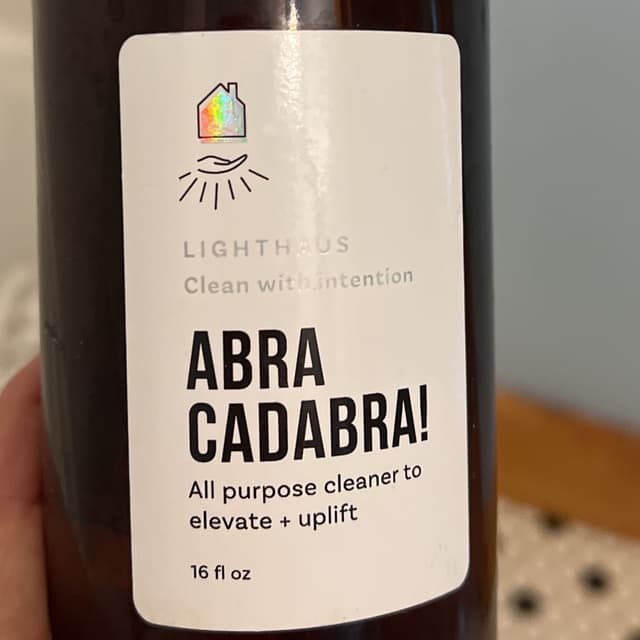 LIGHTHAUS
Clean with intention
ABRA
CADABRA!
All purpose cleaner to
elevate + uplift
16 fl oz